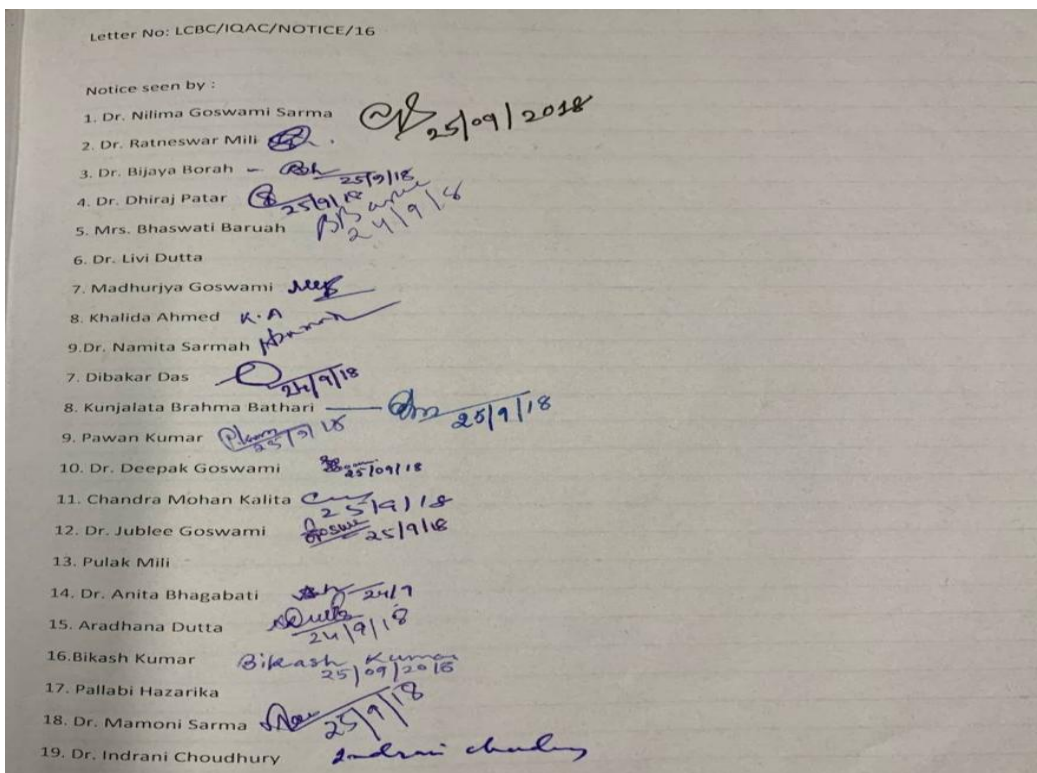 Letter No: LCBC/IQAC/NOTICE/16
Notice seen by :
1. Dr. Nilima Goswami Sarma 25/09/2018
2. Dr. Ratneswar Mili
3. Dr. Bijaya Borah – 25/9/18
4. Dr. Dhiraj Patar 25/9/18
5. Mrs. Bhaswati Baruah 24/9/18
6. Dr. Livi Dutta
7. Madhurjya Goswami
8. Khalida Ahmed K.A
9.Dr. Namita Sarmah
7. Dibakar Das 24/9/18
8. Kunjalata Brahma Bathari — 25/9/18
9. Pawan Kumar 25/9/18
10. Dr. Deepak Goswami 25/09/18
11. Chandra Mohan Kalita 25/9/18
12. Dr. Jublee Goswami 25/9/18
13. Pulak Mili
14. Dr. Anita Bhagabati 24/9
15. Aradhana Dutta ADutta 24/9/18
16.Bikash Kumar Bikash Kumar 25/09/2018
17. Pallabi Hazarika
18. Dr. Mamoni Sarma 25/9/18
19. Dr. Indrani Choudhury Indrani